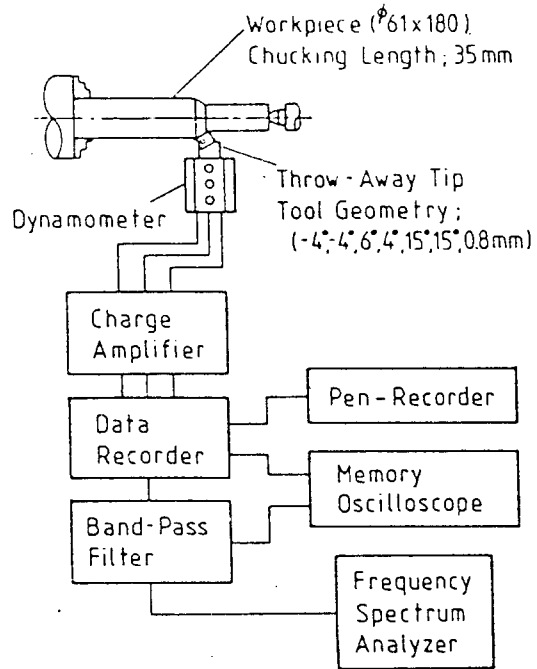 Workpiece (ϕ61x180)
Chucking Length; 35mm
Throw-Away Tip
Tool Geometry;
(-4°,-4°,6°,4°,15°,15°,0.8mm)
Dynamometer
Charge
Amplifier
Data
Recorder
Pen-Recorder
Memory
Oscilloscope
Band-Pass
Filter
Frequency
Spectrum
Analyzer